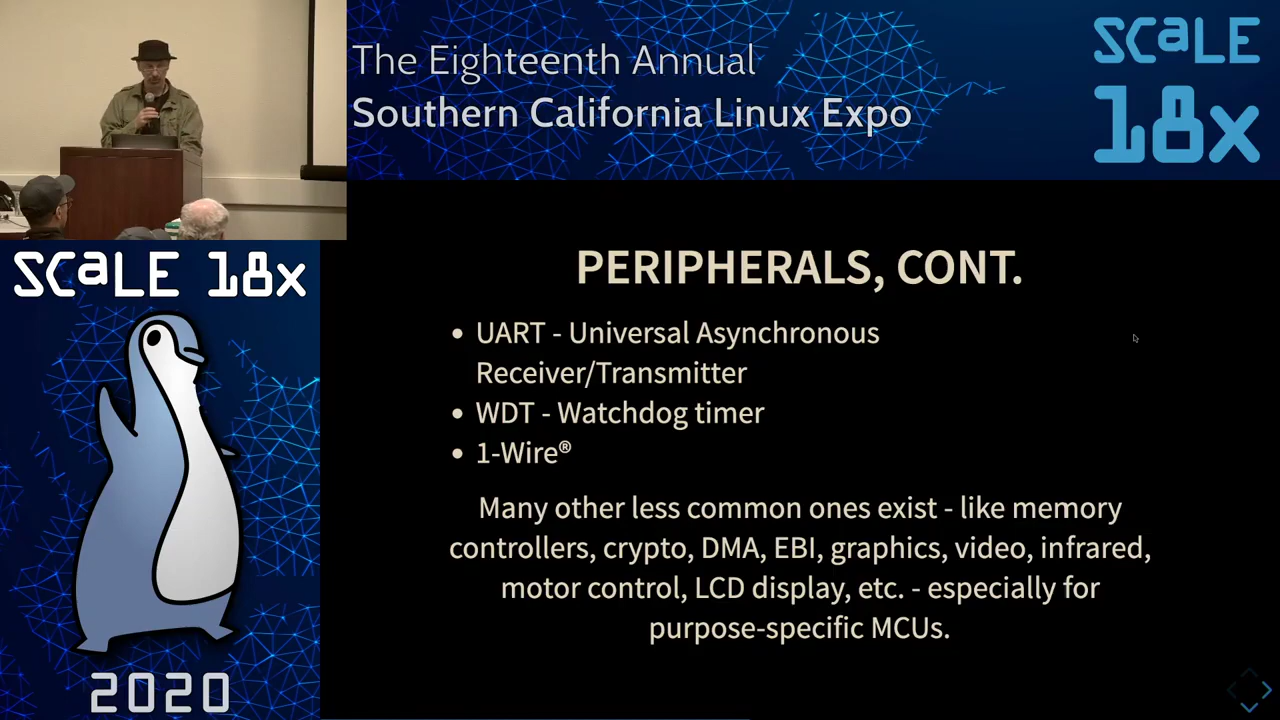 The Eighteenth Annual
Southern California Linux Expo
SCaLE
18x
SCaLE 18x
2020
PERIPHERALS, CONT.
• UART - Universal Asynchronous
Receiver/Transmitter
• WDT - Watchdog timer
• 1-Wire®
Many other less common ones exist - like memory
controllers, crypto, DMA, EBI, graphics, video, infrared,
motor control, LCD display, etc. - especially for
purpose-specific MCUs.